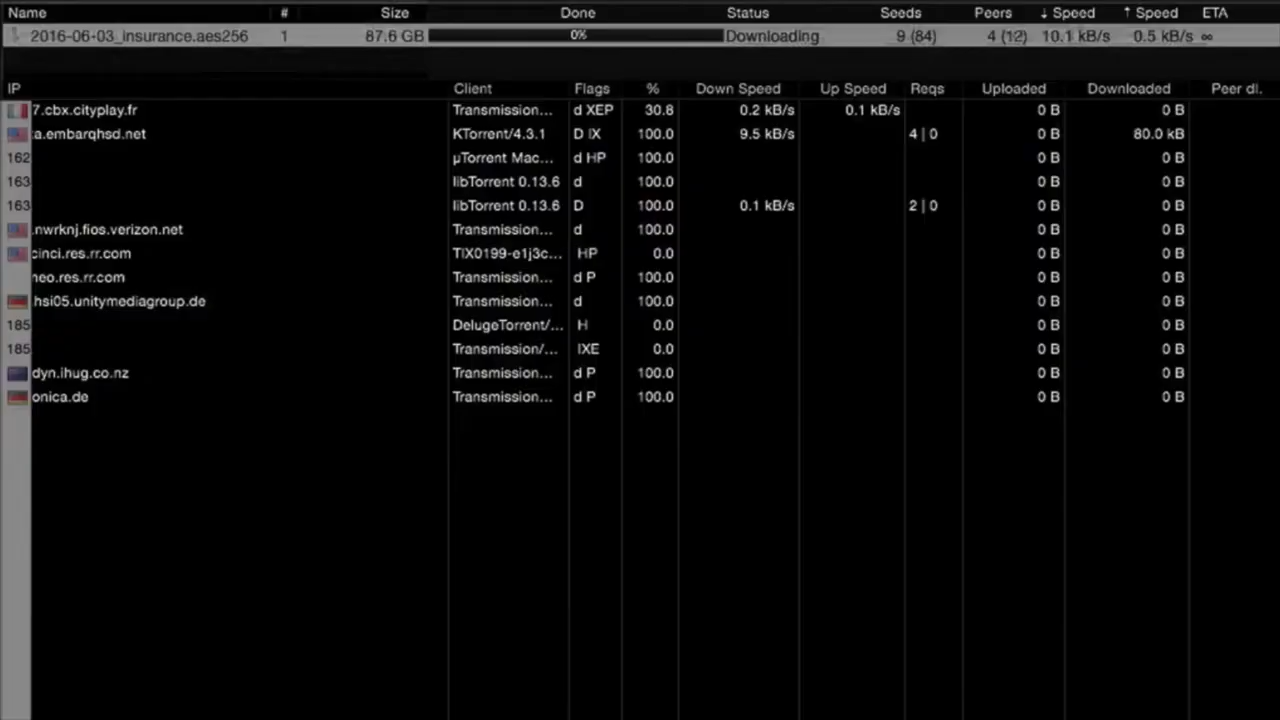 Name # Size Done Status Seeds Peers ↓ Speed ↑ Speed ETA
2016-06-03_insurance.aes256 1 87.6 GB 0% Downloading 9 (84) 4 (12) 10.1 kB/s 0.5 kB/s ∞
IP Client Flags % Down Speed Up Speed Reqs Uploaded Downloaded Peer dl.
7.cbx.cityplay.fr Transmission... d XEP 30.8 0.2 kB/s 0.1 kB/s 0 B 0 B
:a.embarqhsd.net KTorrent/4.3.1 D IX 100.0 9.5 kB/s 4 | 0 0 B 80.0 kB
162 µTorrent Mac... d HP 100.0 0 B 0 B
163 libTorrent 0.13.6 d 100.0 0 B 0 B
163 libTorrent 0.13.6 D 100.0 0.1 kB/s 2 | 0 0 B 0 B
.nwrknj.fios.verizon.net Transmission... d 100.0 0 B 0 B
cinci.res.rr.com TIX0199-e1j3c... HP 0.0 0 B 0 B
neo.res.rr.com Transmission... d P 100.0 0 B 0 B
hsi05.unitymediagroup.de Transmission... d 100.0 0 B 0 B
185 DelugeTorrent/... H 0.0 0 B 0 B
185 Transmission/... IXE 0.0 0 B 0 B
dyn.ihug.co.nz Transmission... d P 100.0 0 B 0 B
onica.de Transmission... d P 100.0 0 B 0 B